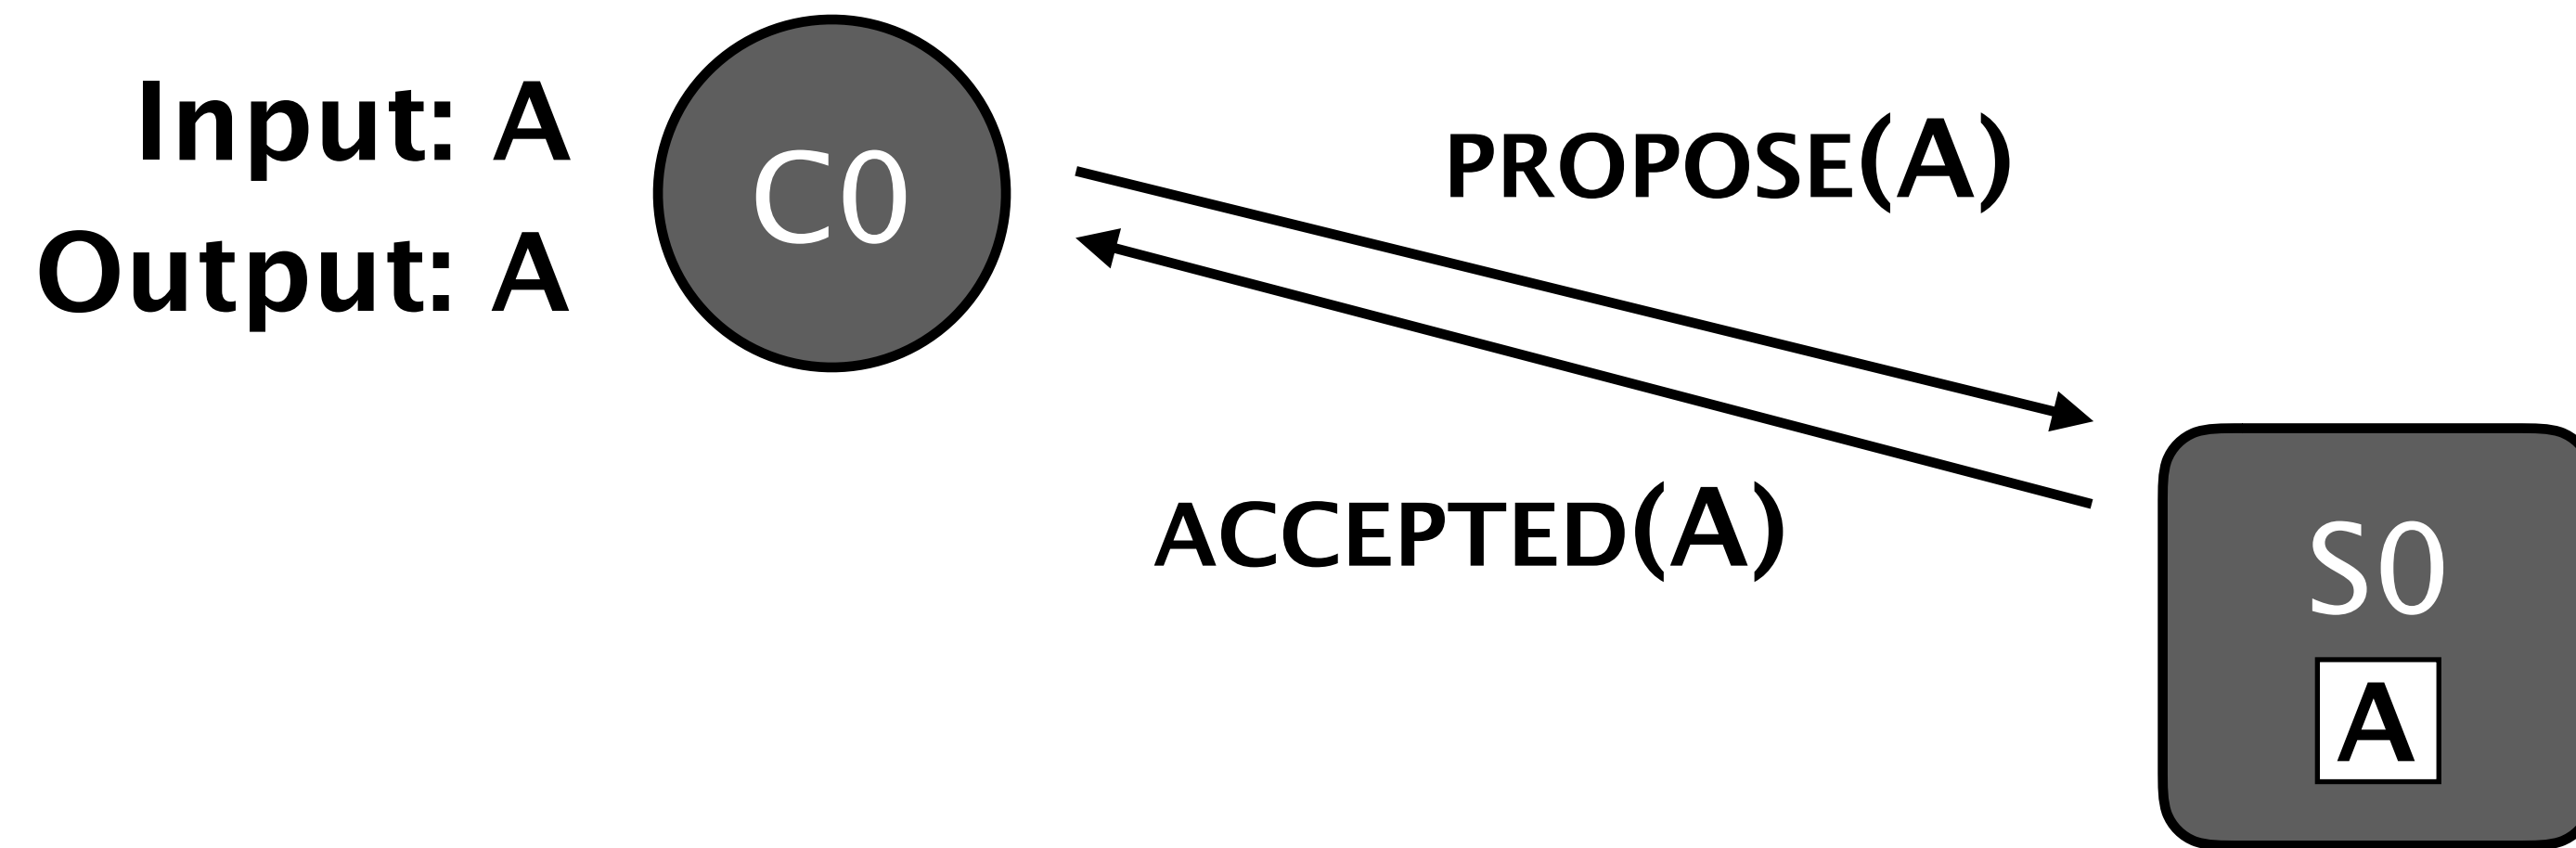 Input: A
Output: A
C0
PROPOSE(A)
ACCEPTED(A)
S0
A